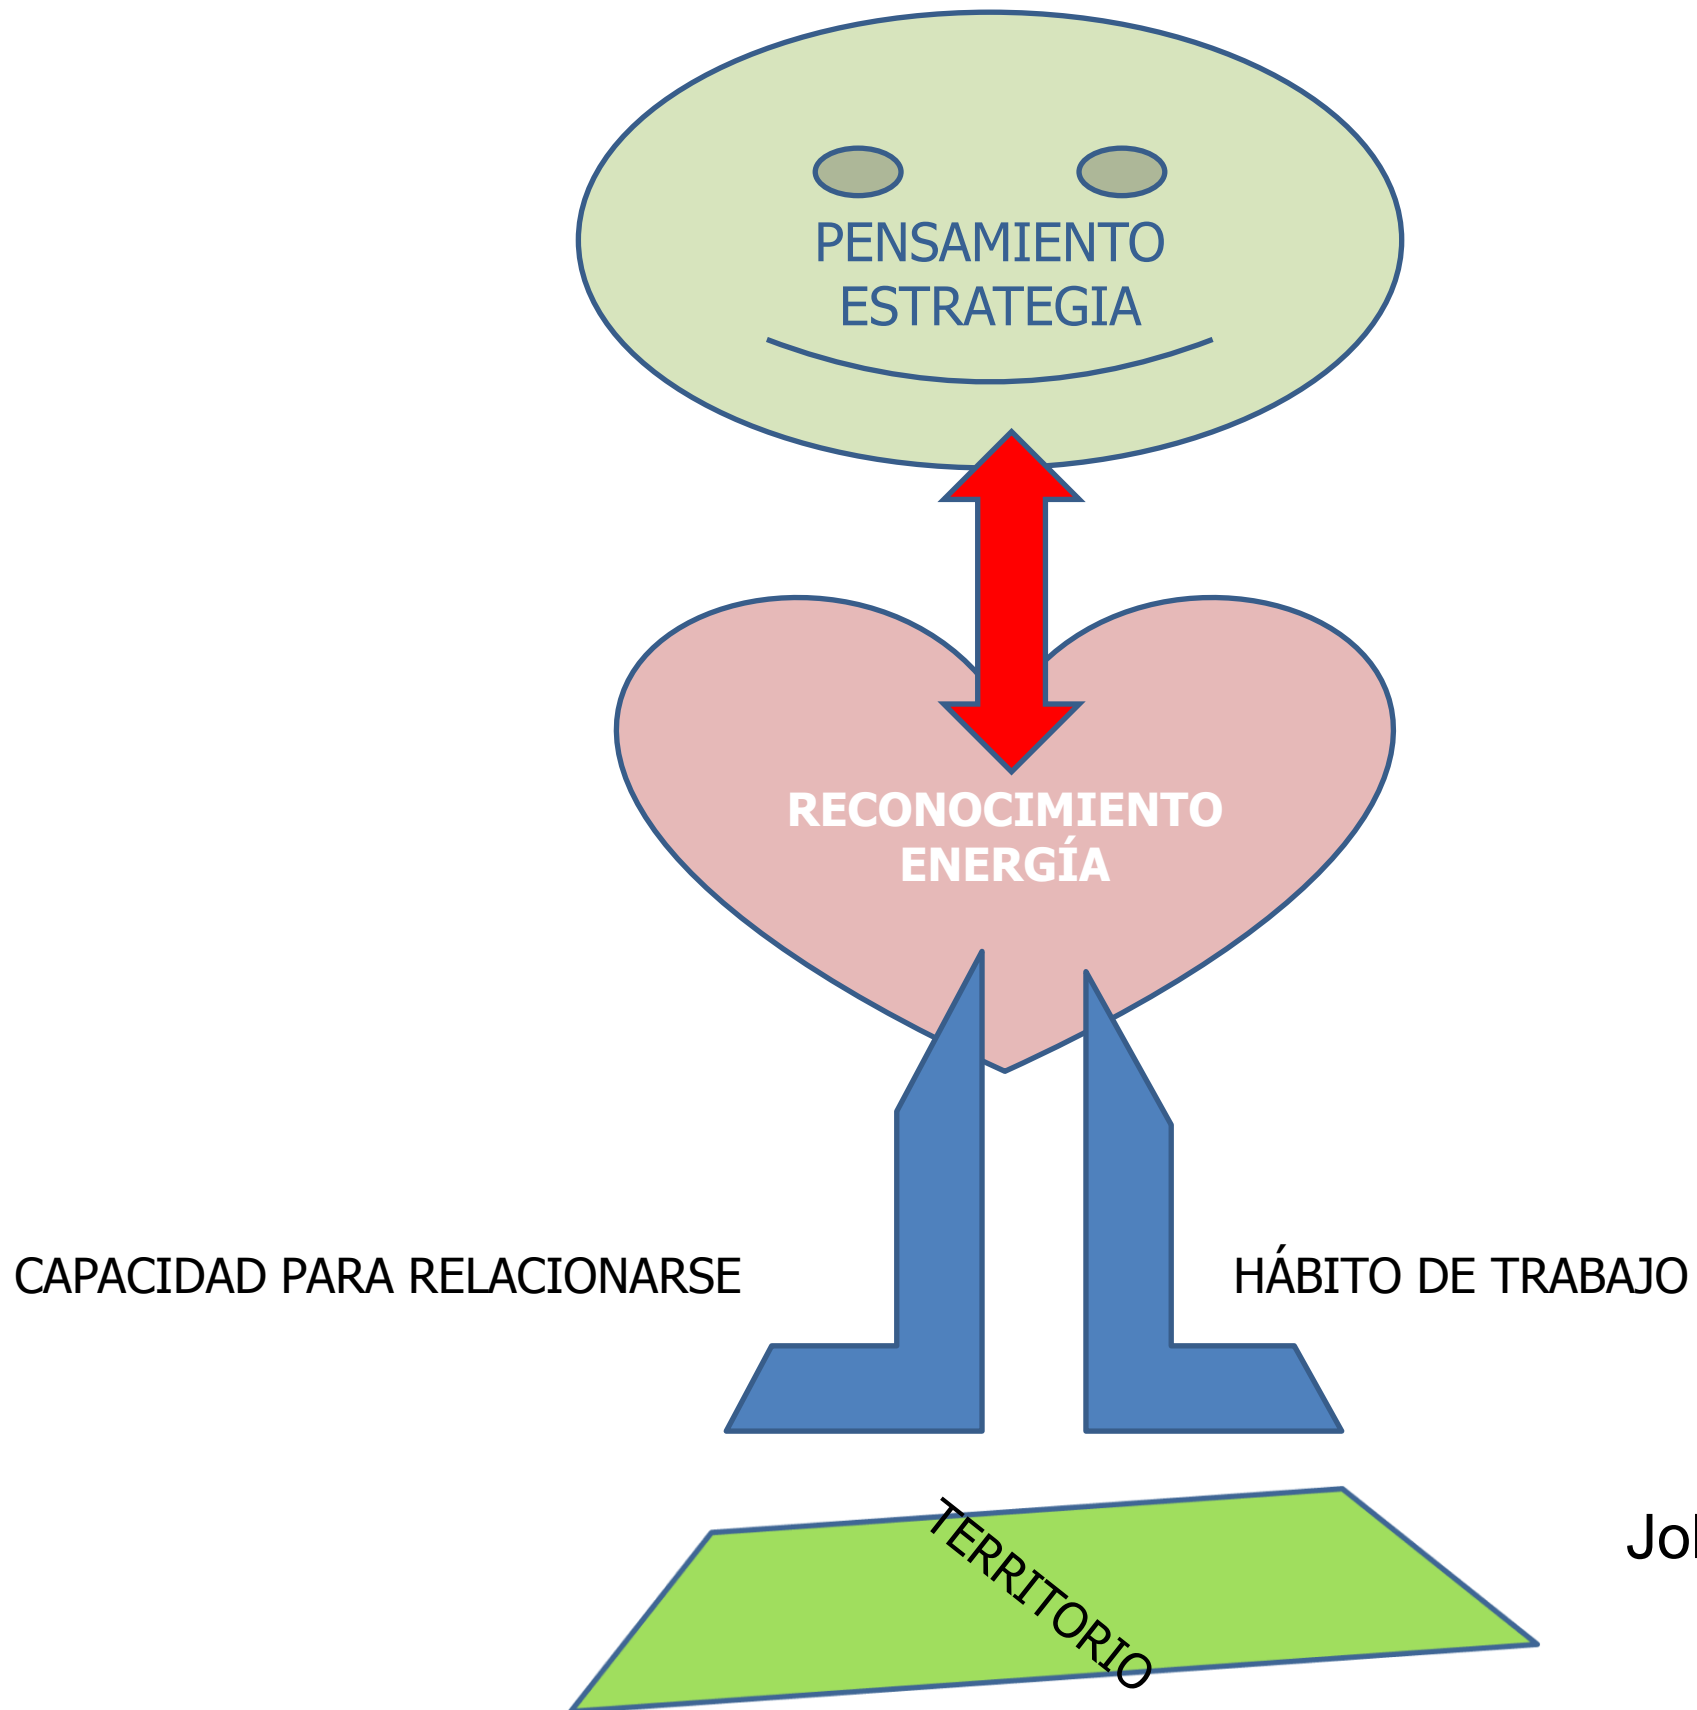 PENSAMIENTO
ESTRATEGIA
RECONOCIMIENTO
ENERGÍA
CAPACIDAD PARA RELACIONARSE
HÁBITO DE TRABAJO
TERRITORIO